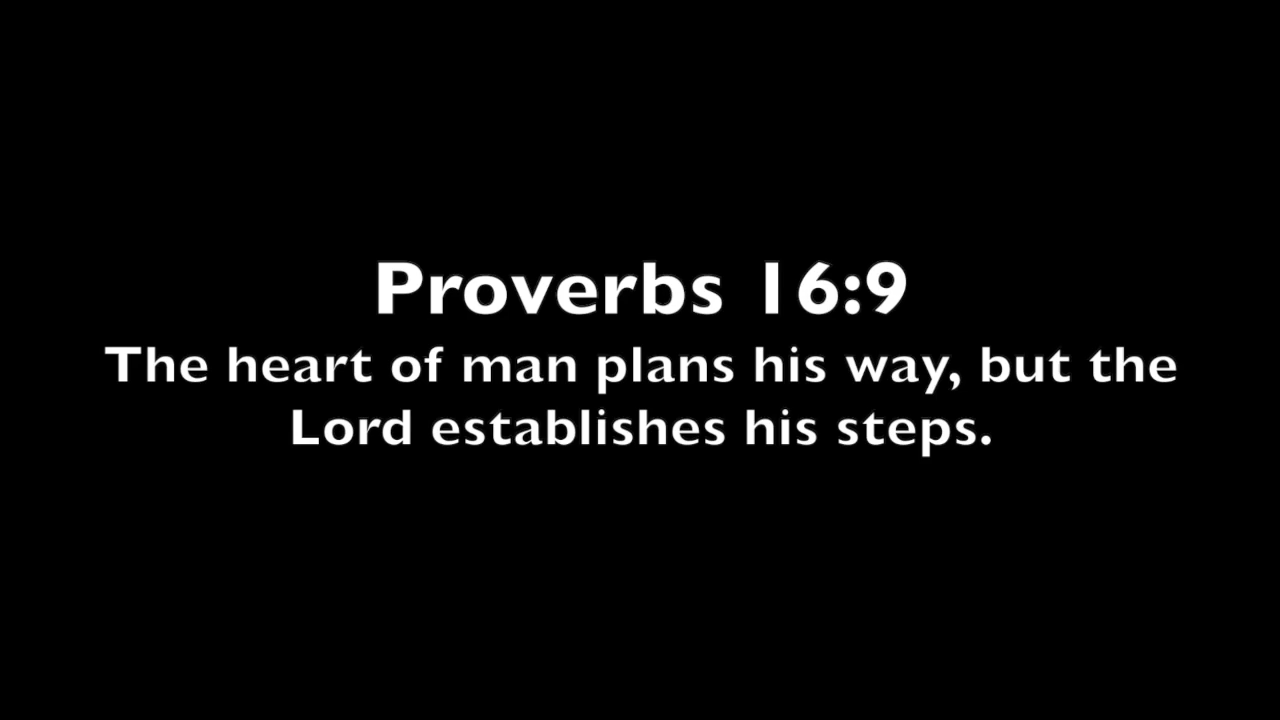 Proverbs 16:9
The heart of man plans his way, but the
Lord establishes his steps.